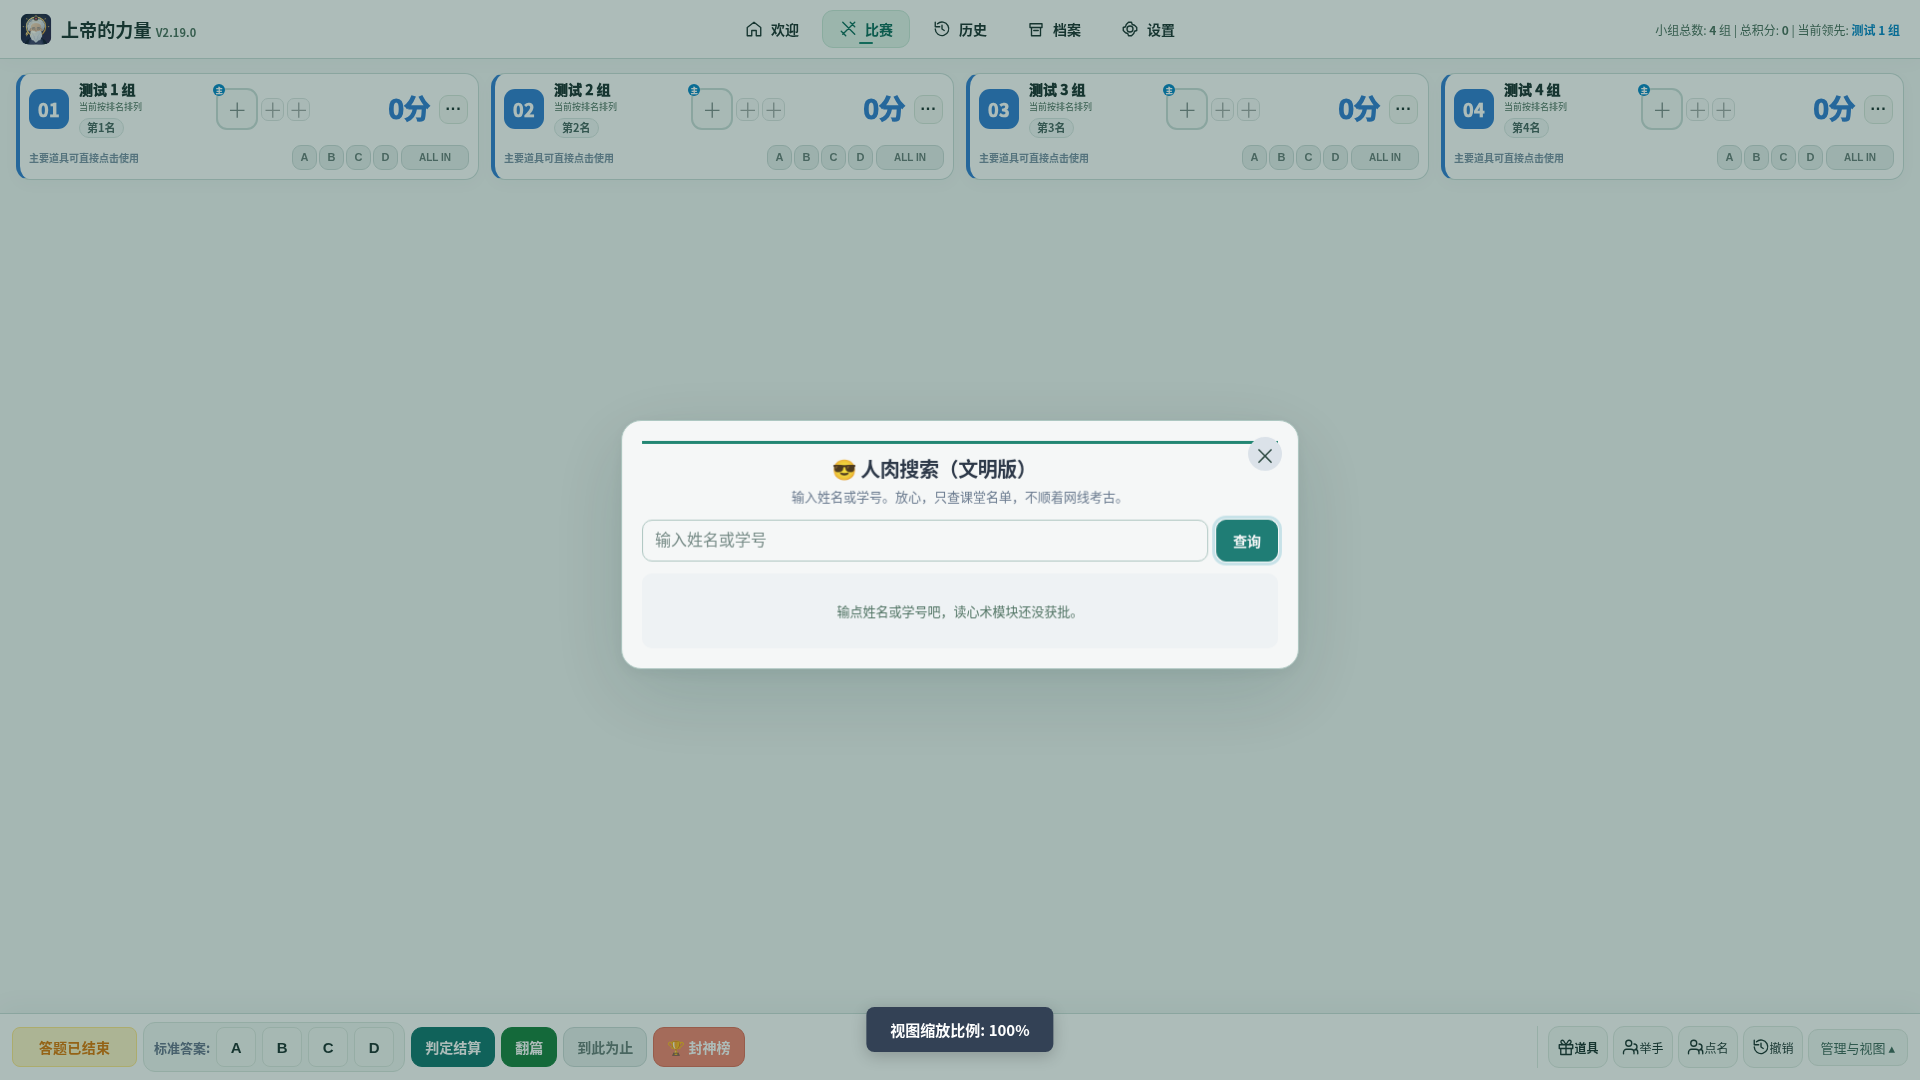 上帝的力量 V2.19.0
欢迎
比赛
历史
档案
设置
小组总数: 4 组 | 总积分: 0 | 当前领先: 测试 1 组
01
测试 1 组
当前按排名排列
第1名
主
0分
主要道具可直接点击使用
A B C D ALL IN
02
测试 2 组
当前按排名排列
第2名
主
0分
主要道具可直接点击使用
A B C D ALL IN
03
测试 3 组
当前按排名排列
第3名
主
0分
主要道具可直接点击使用
A B C D ALL IN
04
测试 4 组
当前按排名排列
第4名
主
0分
主要道具可直接点击使用
A B C D ALL IN
😎 人肉搜索（文明版）
输入姓名或学号。放心，只查课堂名单，不顺着网线考古。
输入姓名或学号
查询
输点姓名或学号吧，读心术模块还没获批。
视图缩放比例: 100%
答题已结束
标准答案: A B C D
判定结算
翻篇
到此为止
🏆 封神榜
道具
举手
点名
撤销
管理与视图 ▴